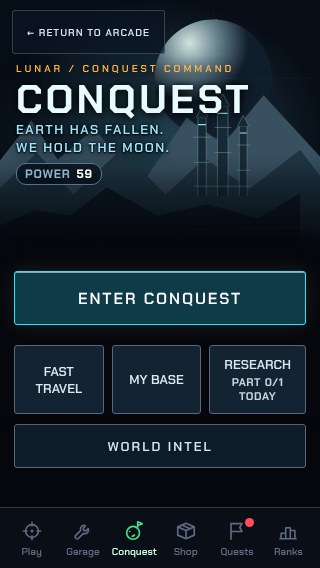 ← RETURN TO ARCADE
LUNAR / CONQUEST COMMAND
CONQUEST
EARTH HAS FALLEN.
WE HOLD THE MOON.
POWER 59
ENTER CONQUEST
FAST
TRAVEL
MY BASE
RESEARCH
PART 0/1
TODAY
WORLD INTEL
Play Garage Conquest Shop Quests Ranks